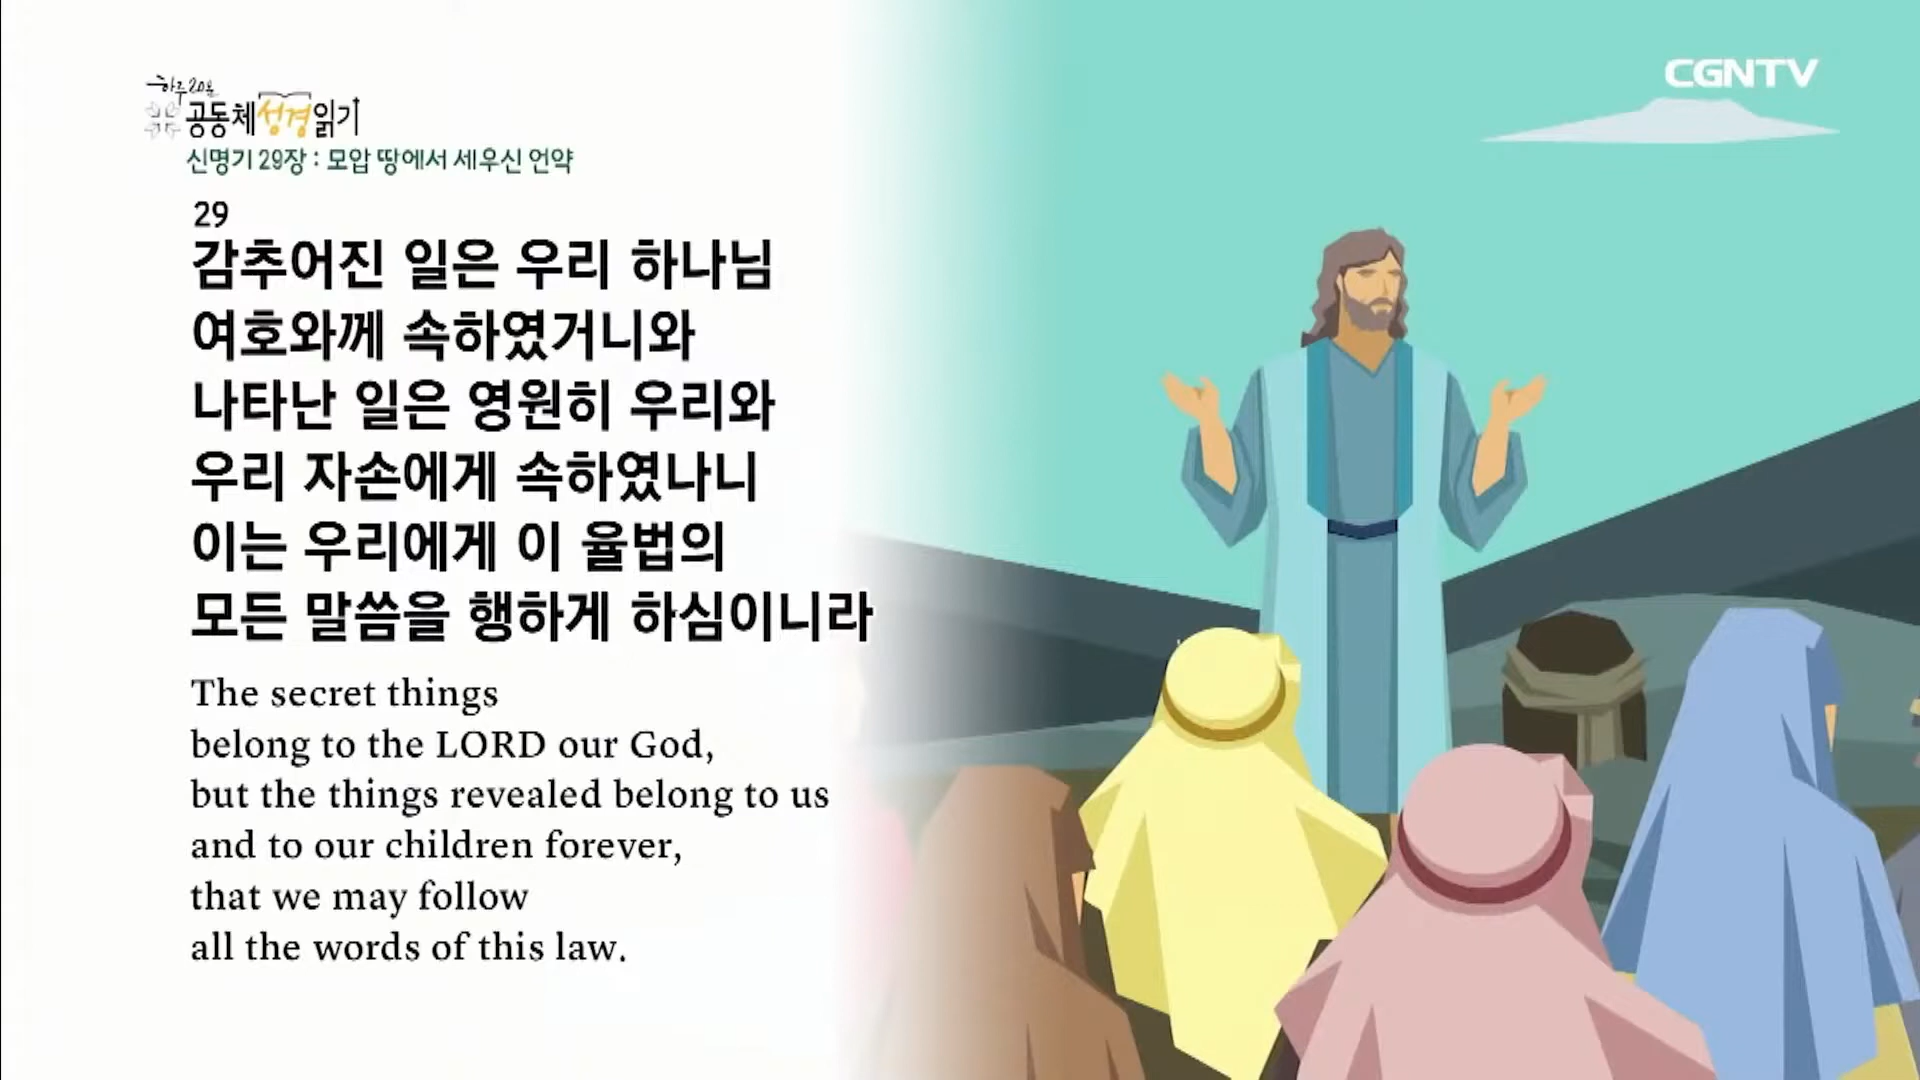 하루 20분
공동체성경읽기
CGNTV
신명기 29장 : 모압 땅에서 세우신 언약
29
감추어진 일은 우리 하나님
여호와께 속하였거니와
나타난 일은 영원히 우리와
우리 자손에게 속하였나니
이는 우리에게 이 율법의
모든 말씀을 행하게 하심이니라
The secret things
belong to the LORD our God,
but the things revealed belong to us
and to our children forever,
that we may follow
all the words of this law.